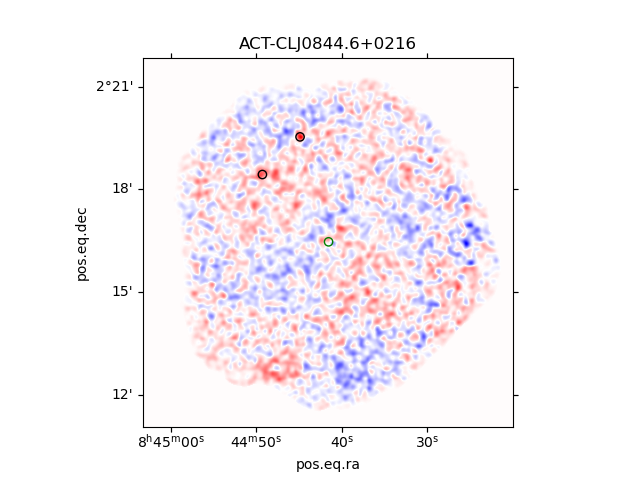 ACT-CLJ0844.6+0216
2°21'
18'
15'
12'
pos.eq.dec
8ʰ45ᵐ00ˢ 44ᵐ50ˢ 40ˢ 30ˢ
pos.eq.ra